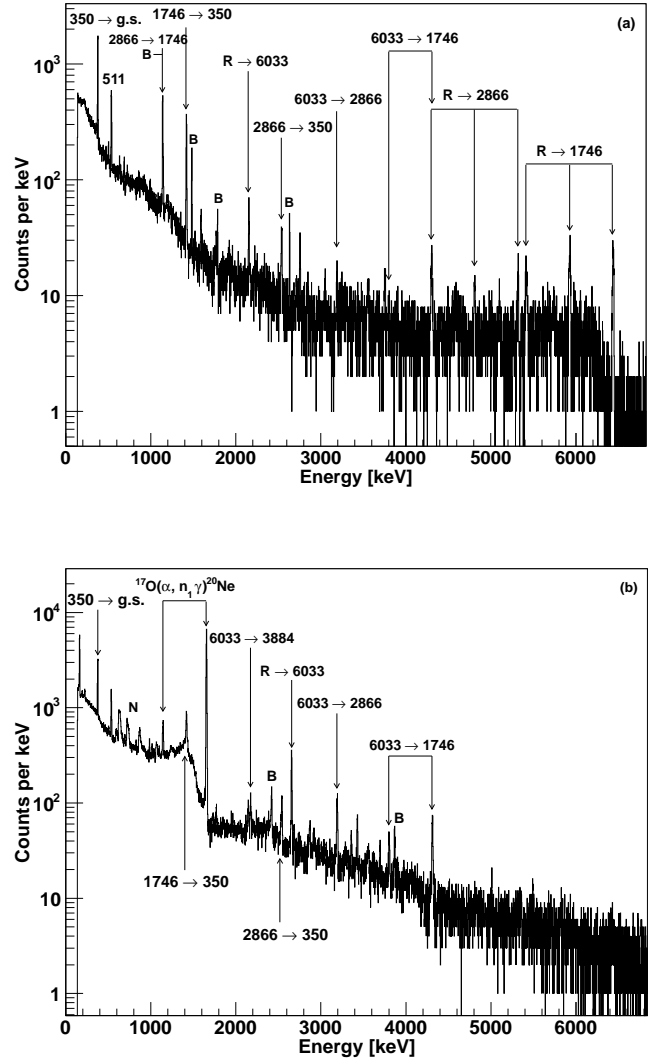 350 → g.s.
1746 → 350
(a)
2866 → 1746
B
511
R → 6033
6033 → 2866
2866 → 350
6033 → 1746
R → 2866
R → 1746
B
B
B
10³
10²
10
1
Counts per keV
0 1000 2000 3000 4000 5000 6000
Energy [keV]
¹⁷O(α, n₁γ)²⁰Ne
(b)
350 → g.s.
6033 → 3884
R → 6033
6033 → 2866
6033 → 1746
N
B
B
1746 → 350
2866 → 350
10⁴
10³
10²
10
1
Counts per keV
0 1000 2000 3000 4000 5000 6000
Energy [keV]